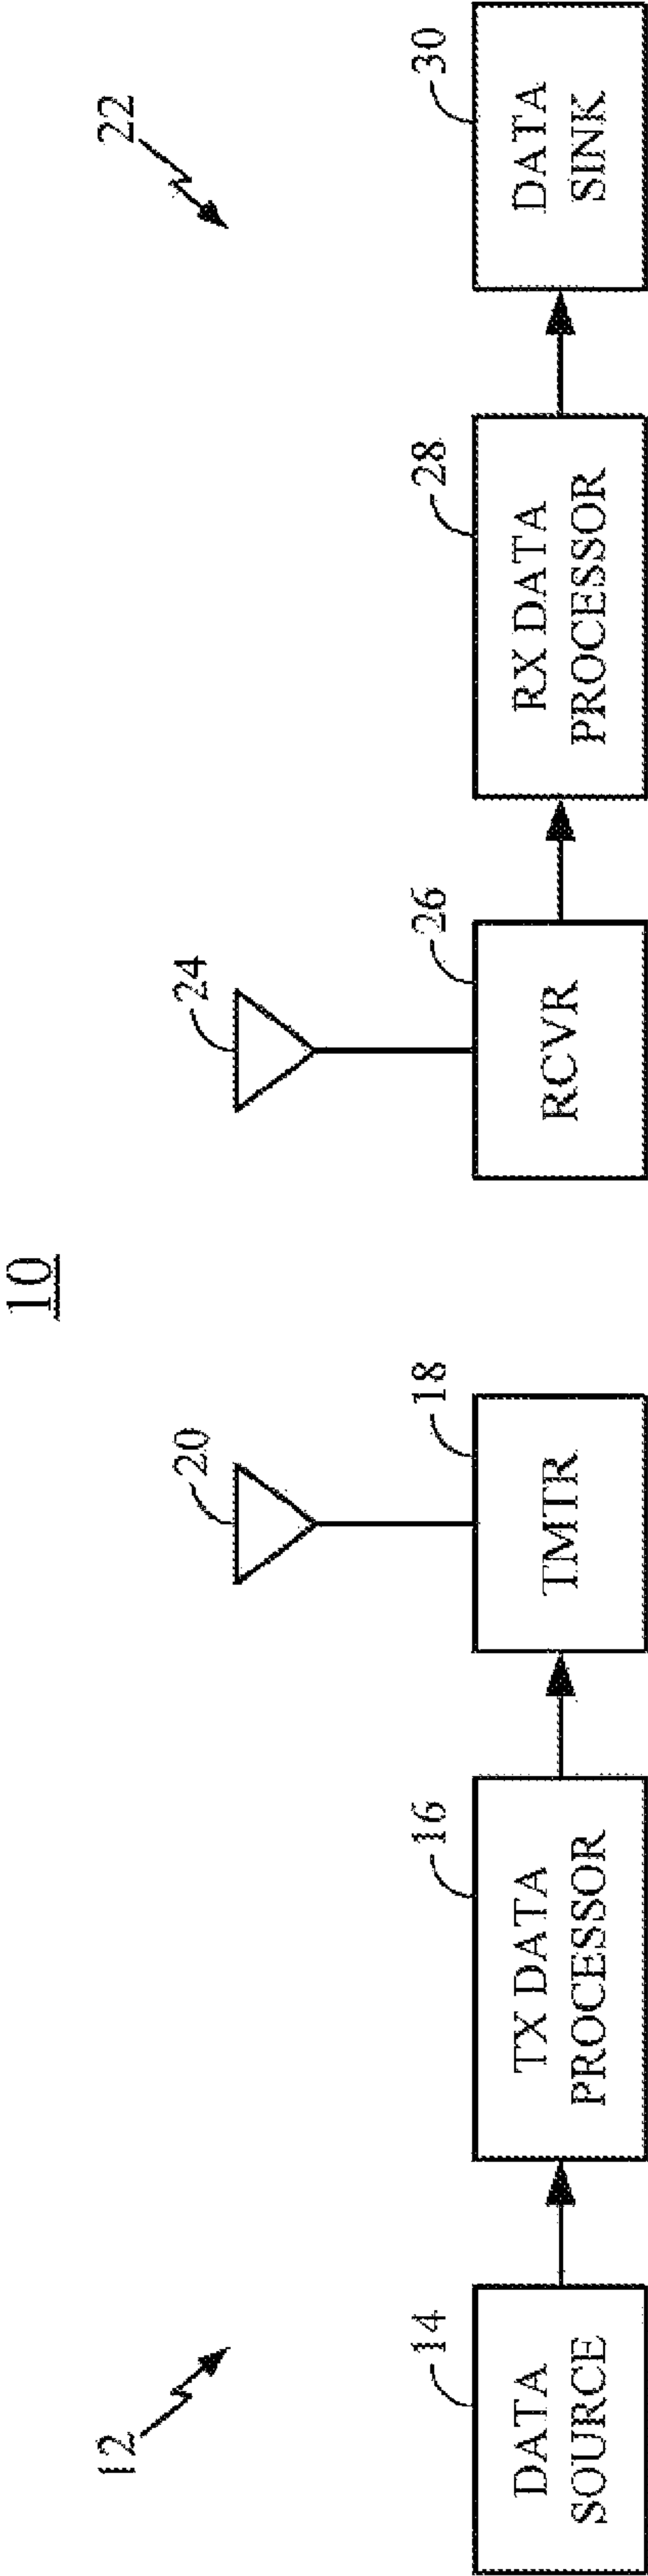 10
12
22
20
24
14
16
18
26
28
30
DATA
SOURCE
TX DATA
PROCESSOR
TMTR
RCVR
RX DATA
PROCESSOR
DATA
SINK